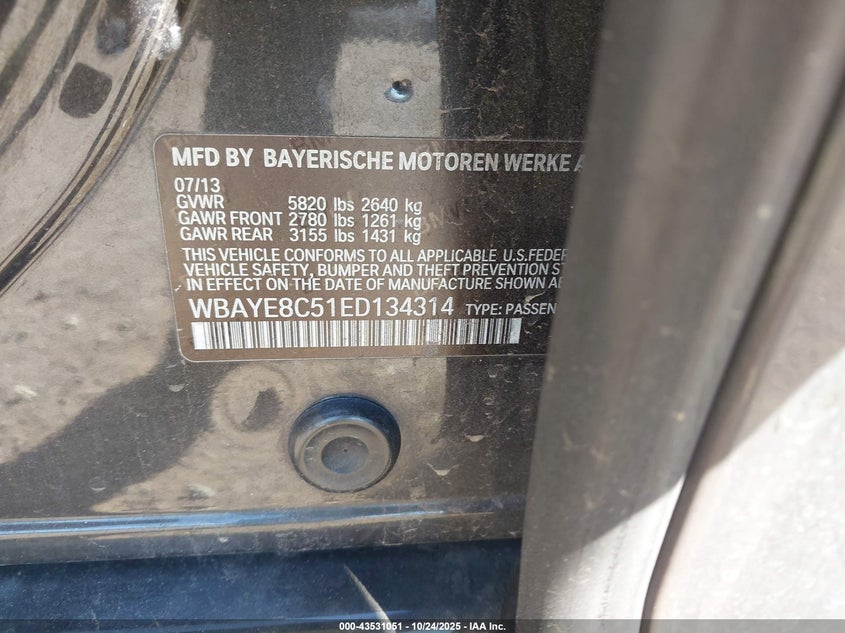 MFD BY BAYERISCHE MOTOREN WERKE
07/13
GVWR 5820 lbs 2640 kg
GAWR FRONT 2780 lbs 1261 kg
GAWR REAR 3155 lbs 1431 kg
THIS VEHICLE CONFORMS TO ALL APPLICABLE U.S.FEDER
VEHICLE SAFETY, BUMPER AND THEFT PREVENTION ST
IN EFFECT ON THE DATE OF MANUFACTURE SHOWN
WBAYE8C51ED134314 TYPE: PASSEN
000-43531051 - 10/24/2025 - IAA Inc.